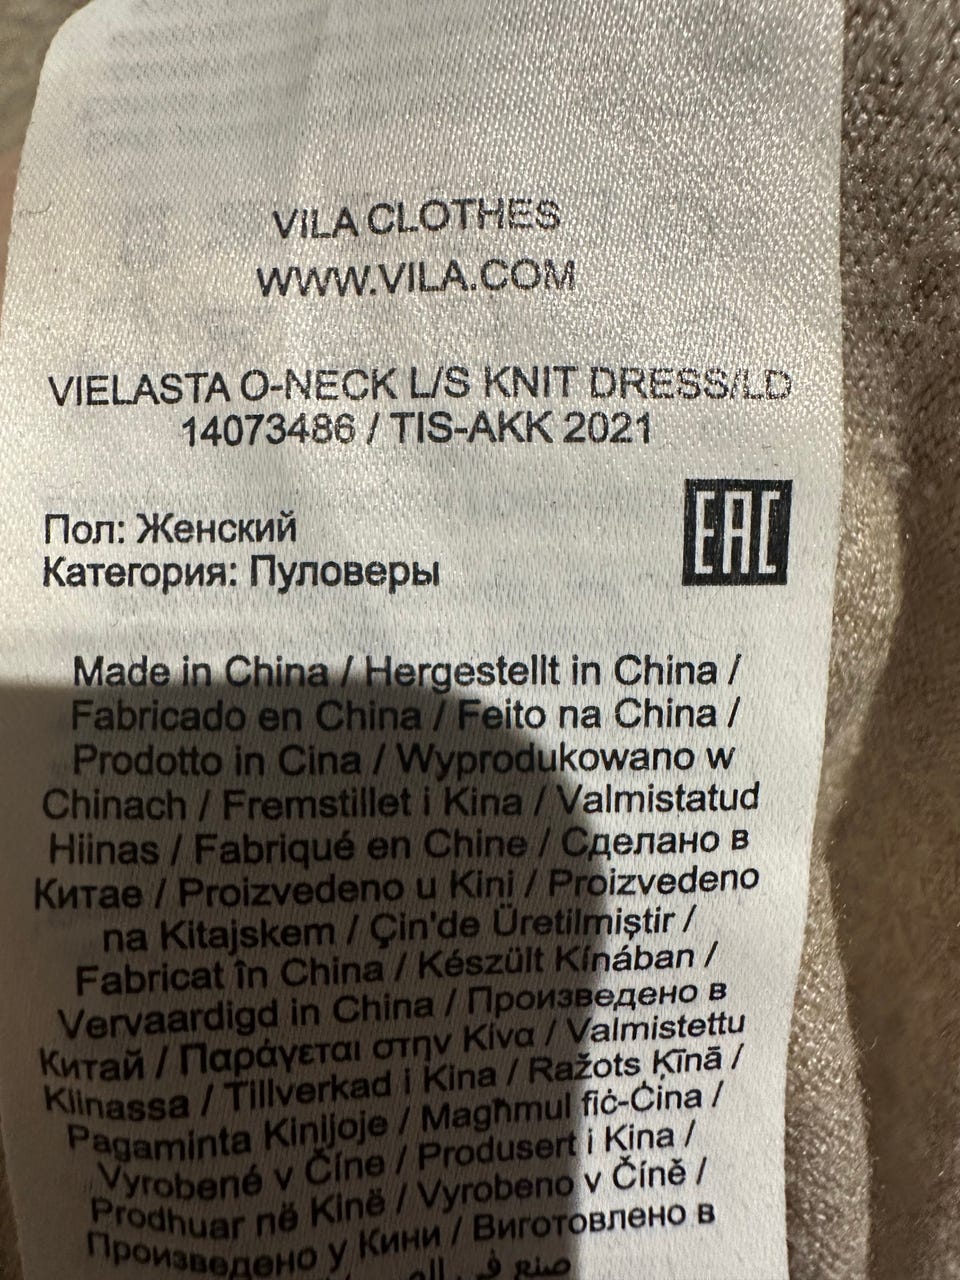 VILA CLOTHES
WWW.VILA.COM
VIELASTA O-NECK L/S KNIT DRESS/LD
14073486 / TIS-AKK 2021
Пол: Женский
Категория: Пуловеры
EAC
Made in China / Hergestellt in China /
Fabricado en China / Feito na China /
Prodotto in Cina / Wyprodukowano w
Chinach / Fremstillet i Kina / Valmistatud
Hiinas / Fabriqué en Chine / Сделано в
Китае / Proizvedeno u Kini / Proizvedeno
na Kitajskem / Çin'de Üretilmiştir /
Fabricat în China / Készült Kínában /
Vervaardigd in China / Произведено в
Китай / Παράγεται στην Κίνα / Valmistettu
Kiinassa / Tillverkad i Kina / Ražots Ķīnā /
Pagaminta Kinijoje / Magħmul fiċ-Ċina /
Vyrobené v Číne / Produsert i Kina /
Prodhuar në Kinë / Vyrobeno v Číně /
Произведено у Кини / Виготовлено в
صنع في